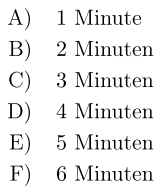 A) 1 Minute
B) 2 Minuten
C) 3 Minuten
D) 4 Minuten
E) 5 Minuten
F) 6 Minuten